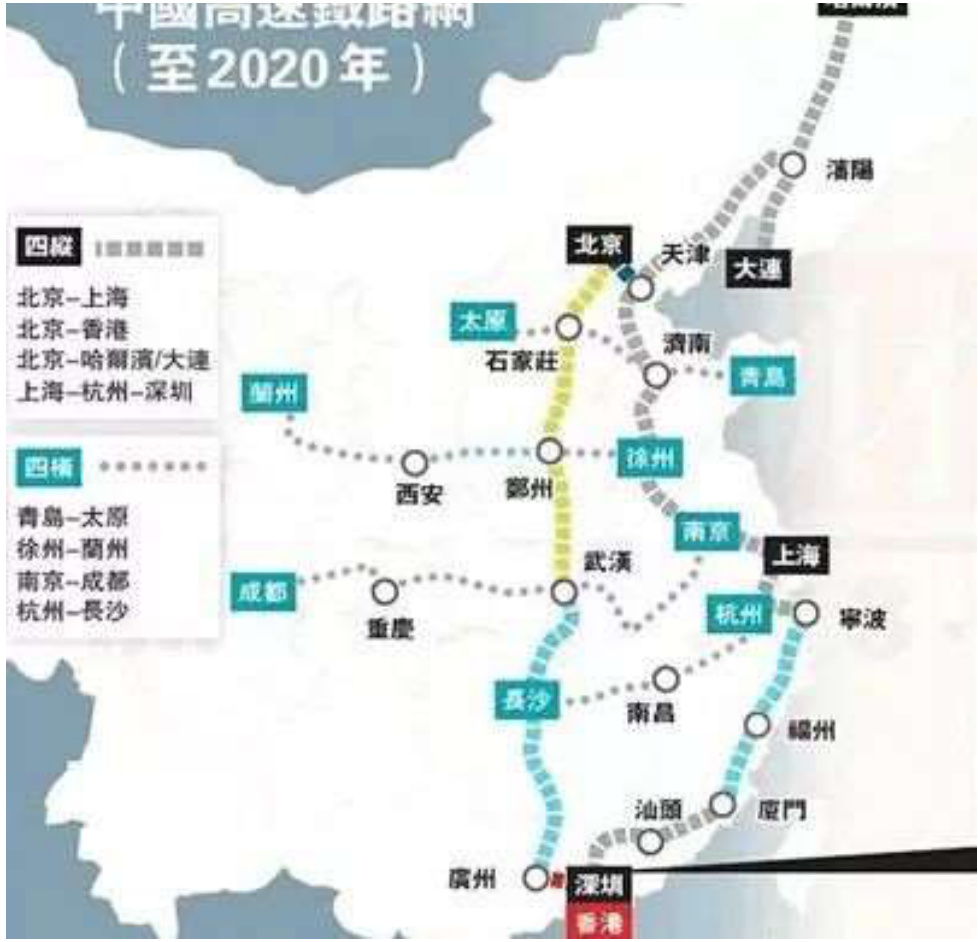 中國高速鐵路網
(至2020年)
哈爾濱
瀋陽
北京
天津
大連
四縱
北京–上海
北京–香港
北京–哈爾濱/大連
上海–杭州–深圳
太原
石家莊
濟南
青島
蘭州
西安
鄭州
徐州
四橫
青島–太原
徐州–蘭州
南京–成都
杭州–長沙
南京
上海
成都
重慶
武漢
杭州
寧波
長沙
南昌
福州
汕頭
廈門
廣州
深圳
香港